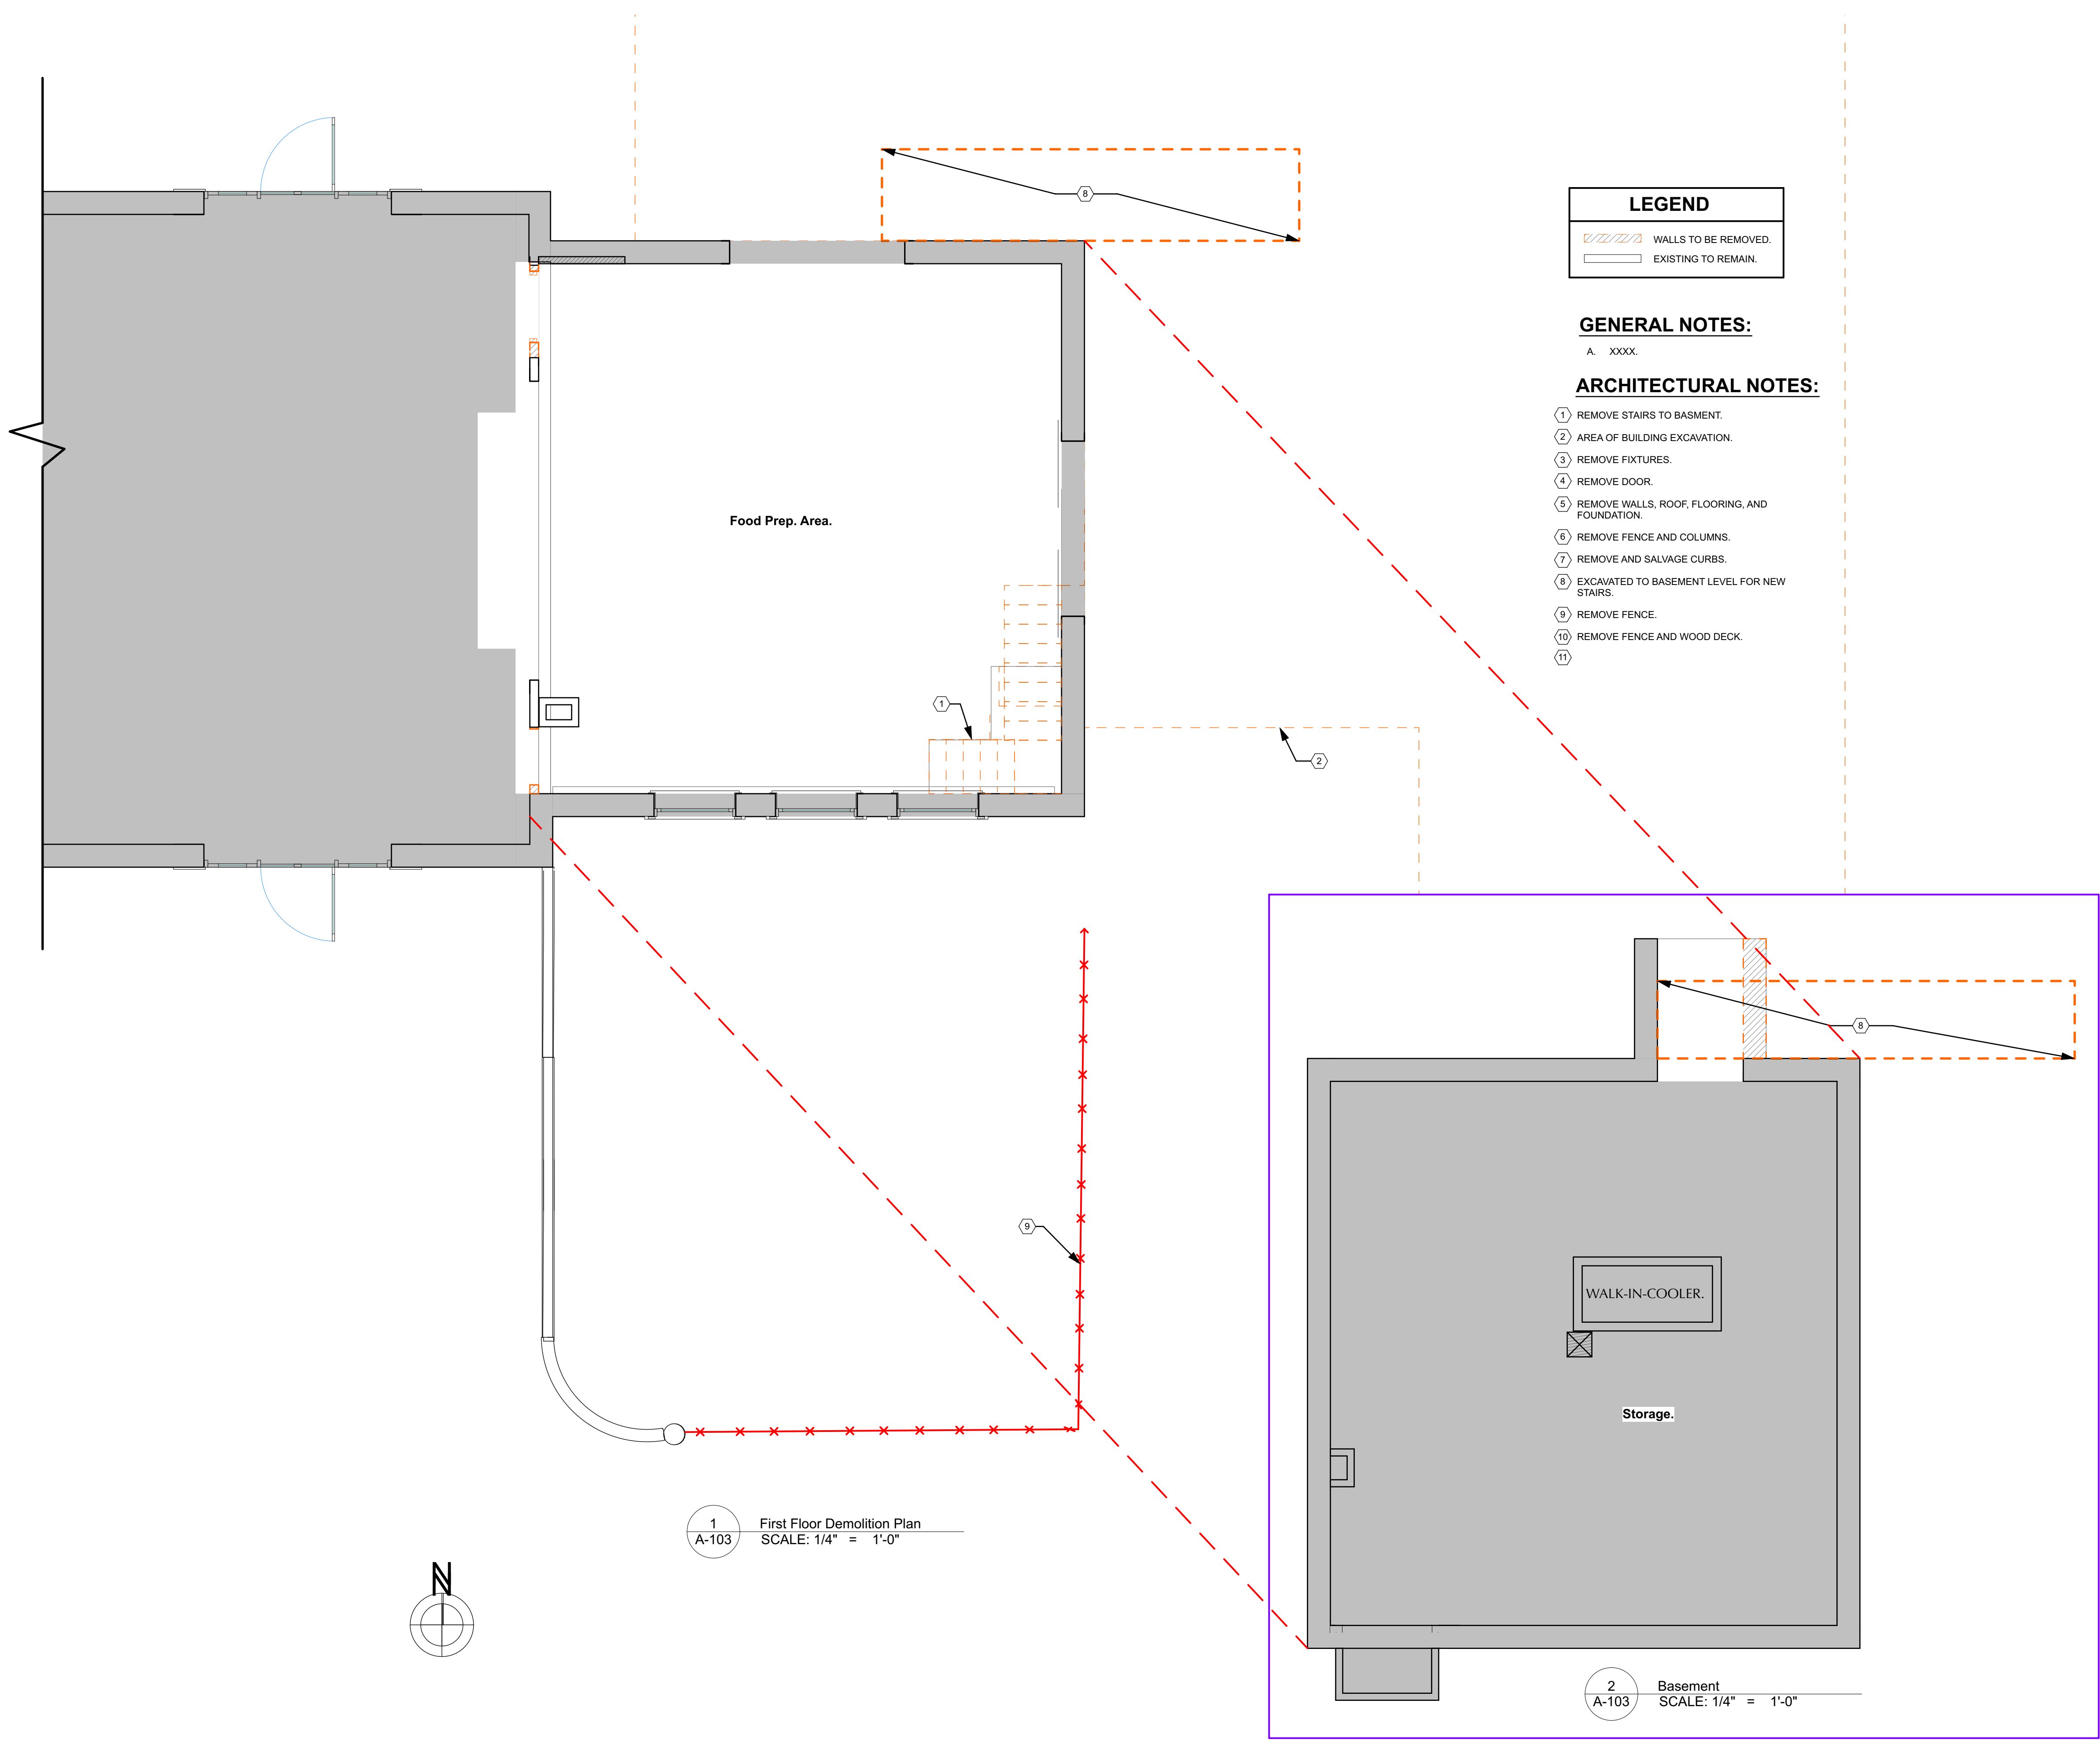 8
LEGEND
WALLS TO BE REMOVED.
EXISTING TO REMAIN.
GENERAL NOTES:
A. XXXX.
ARCHITECTURAL NOTES:
1 REMOVE STAIRS TO BASMENT.
2 AREA OF BUILDING EXCAVATION.
3 REMOVE FIXTURES.
4 REMOVE DOOR.
5 REMOVE WALLS, ROOF, FLOORING, AND
FOUNDATION.
6 REMOVE FENCE AND COLUMNS.
7 REMOVE AND SALVAGE CURBS.
8 EXCAVATED TO BASEMENT LEVEL FOR NEW
STAIRS.
9 REMOVE FENCE.
10 REMOVE FENCE AND WOOD DECK.
11
Food Prep. Area.
1
2
9
8
WALK-IN-COOLER.
Storage.
1
A-103
First Floor Demolition Plan
SCALE: 1/4" = 1'-0"
N
2
A-103
Basement
SCALE: 1/4" = 1'-0"